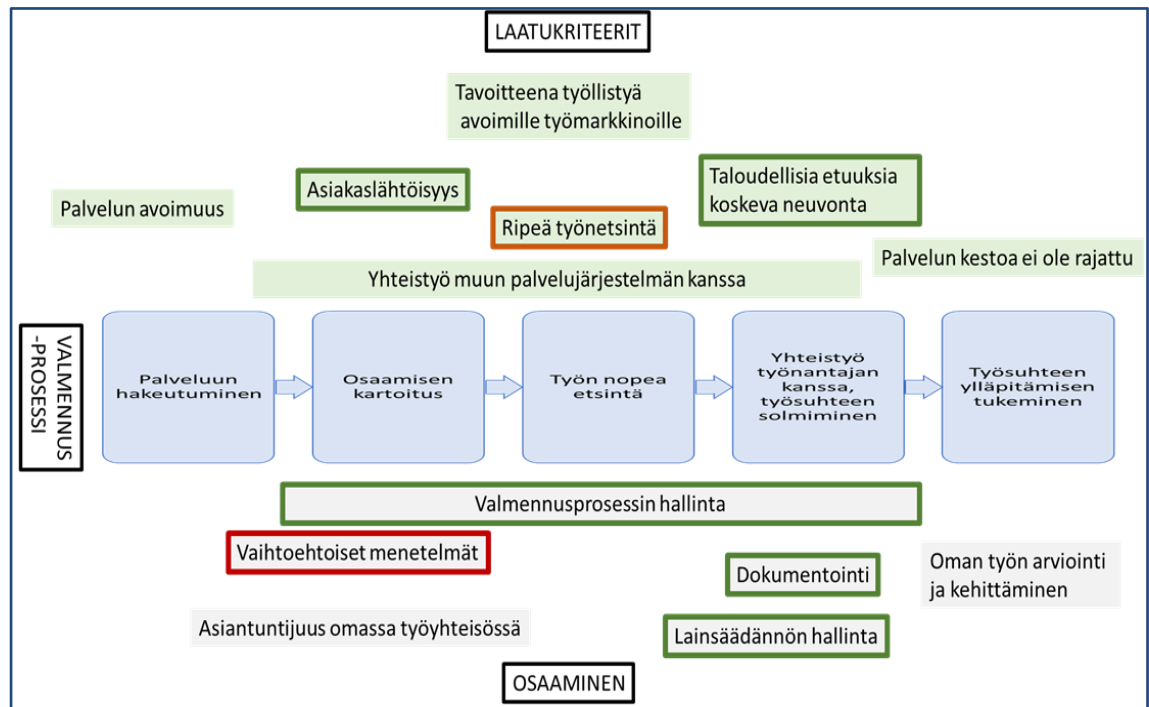 LAATUKRITEERIT
Tavoitteena työllistyä
avoimille työmarkkinoille
Asiakaslähtöisyys
Taloudellisia etuuksia
koskeva neuvonta
Palvelun avoimuus
Ripeä työnetsintä
Palvelun kestoa ei ole rajattu
Yhteistyö muun palvelujärjestelmän kanssa
VALMENNUS
-PROSESSI
Palveluun
hakeutuminen
Osaamisen
kartoitus
Työn nopea
etsintä
Yhteistyö
työnantajan
kanssa,
työsuhteen
solmiminen
Työsuhteen
ylläpitämisen
tukeminen
Valmennusprosessin hallinta
Vaihtoehtoiset menetelmät
Dokumentointi
Oman työn arviointi
ja kehittäminen
Asiantuntijuus omassa työyhteisössä
Lainsäädännön hallinta
OSAAMINEN